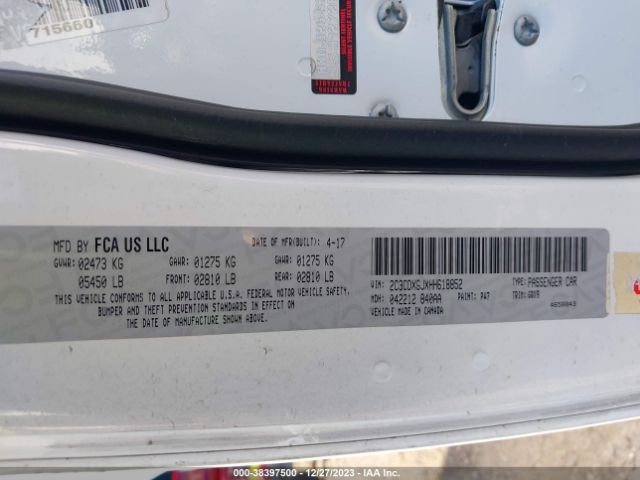 715660
WARNING
MFD BY FCA US LLC
DATE OF MFR(BUILT): 4-17
GVWR: 02473 KG
GAWR: 01275 KG
01275 KG
05450 LB
FRONT: 02810 LB
REAR: 02810 LB
THIS VEHICLE CONFORMS TO ALL APPLICABLE U.S.A. FEDERAL MOTOR VEHICLE SAFETY,
BUMPER AND THEFT PREVENTION STANDARDS IN EFFECT ON
THE DATE OF MANUFACTURE SHOWN ABOVE.
VIN: 2C3CDXGJXHH618852
TYPE: PASSENGER CAR
MDH: 042212 840AA
PAINT: PW7
VEHICLE MADE IN CANADA
000-38397500 - 12/27/2023 - IAA Inc.